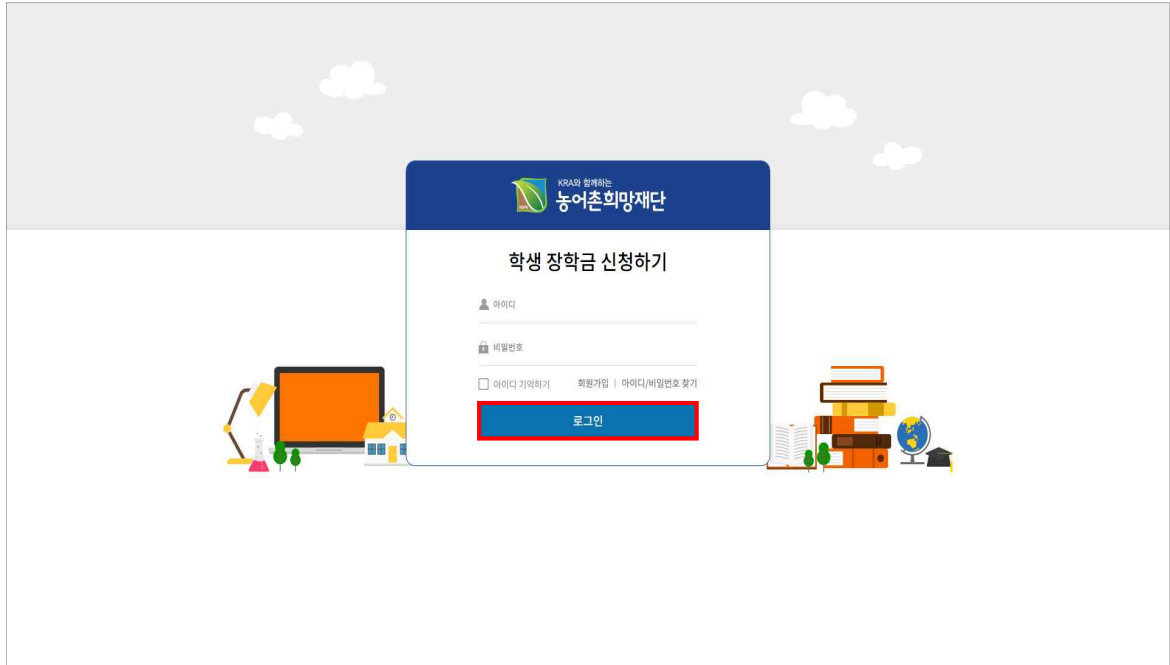 KRA와 함께하는
농어촌희망재단
학생 장학금 신청하기
아이디
비밀번호
아이디 기억하기 회원가입 | 아이디/비밀번호 찾기
로그인